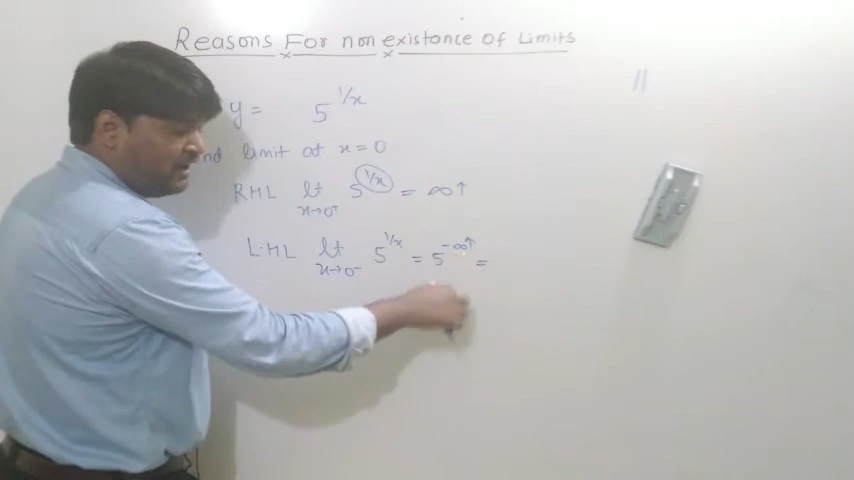 Reasons For non existance of Limits
y = 5^{1/x}
nd limit at x = 0
RHL lt x→0⁺ 5^{1/x} = ∞↑
L.HL lt x→0⁻ 5^{1/x} = 5^{-∞↑} =